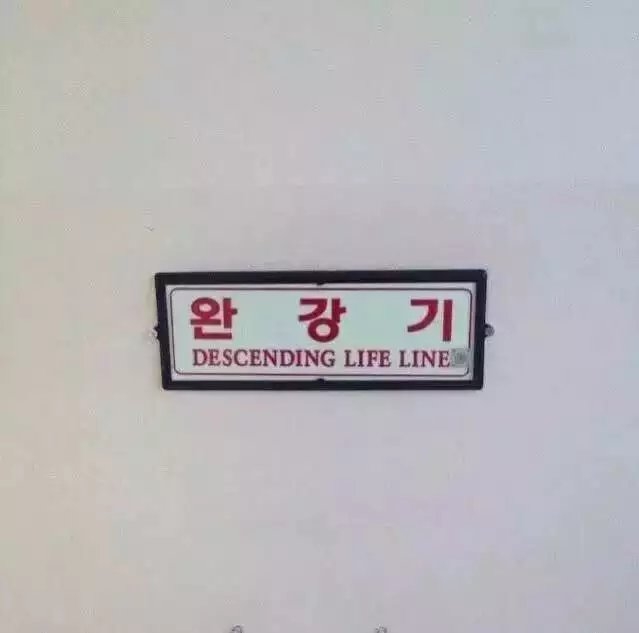 완 강 기
DESCENDING LIFE LINE